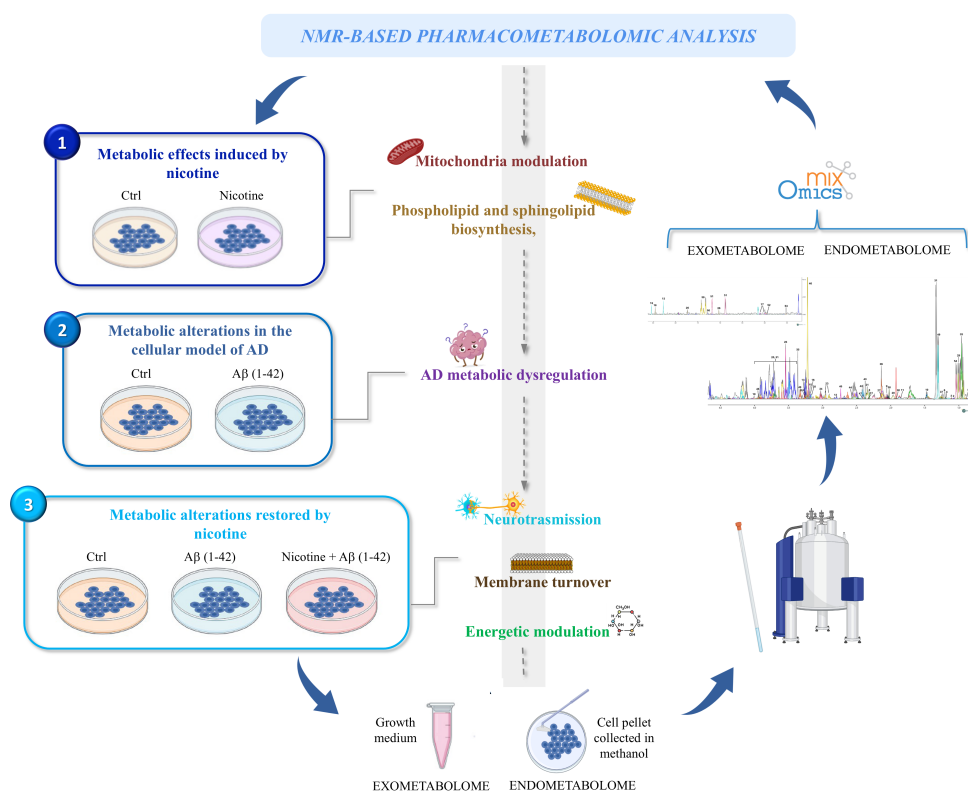 NMR-BASED PHARMACOMETABOLOMIC ANALYSIS
1
Metabolic effects induced by
nicotine
Ctrl
Nicotine
Mitochondria modulation
Phospholipid and sphingolipid
biosynthesis,
mix
Omics
EXOMETABOLOME
ENDOMETABOLOME
2
Metabolic alterations in the
cellular model of AD
Ctrl
Aβ (1-42)
AD metabolic dysregulation
3
Metabolic alterations restored by
nicotine
Ctrl
Aβ (1-42)
Nicotine + Aβ (1-42)
Neurotrasmission
Membrane turnover
Energetic modulation
Growth
medium
EXOMETABOLOME
Cell pellet
collected in
methanol
ENDOMETABOLOME